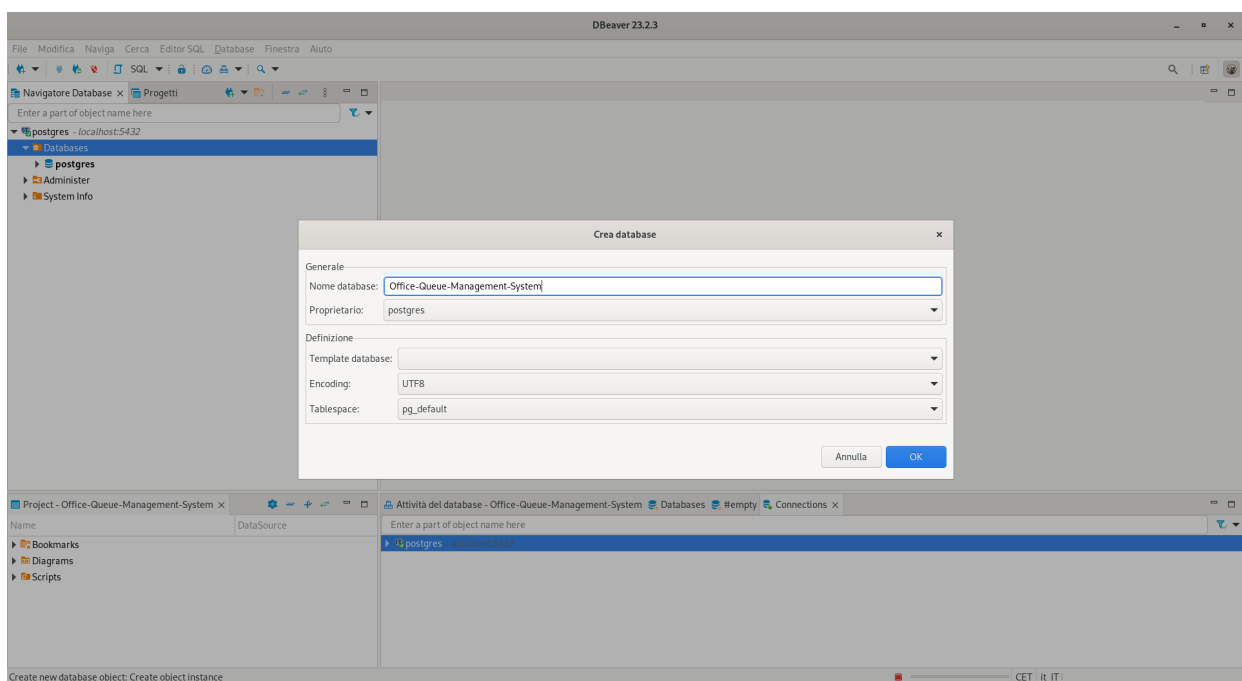 DBeaver 23.2.3
File Modifica Naviga Cerca Editor SQL Database Finestra Aiuto
SQL
Navigatore Database
Progetti
Enter a part of object name here
postgres - localhost:5432
Databases
postgres
Administer
System Info
Crea database
Generale
Nome database: Office-Queue-Management-System
Proprietario: postgres
Definizione
Template database:
Encoding: UTF8
Tablespace: pg_default
Annulla OK
Project - Office-Queue-Management-System
Name DataSource
Bookmarks
Diagrams
Scripts
Attività del database - Office-Queue-Management-System Databases #empty Connections
Enter a part of object name here
postgres - localhost:5432
Create new database object: Create object instance
CET it_IT